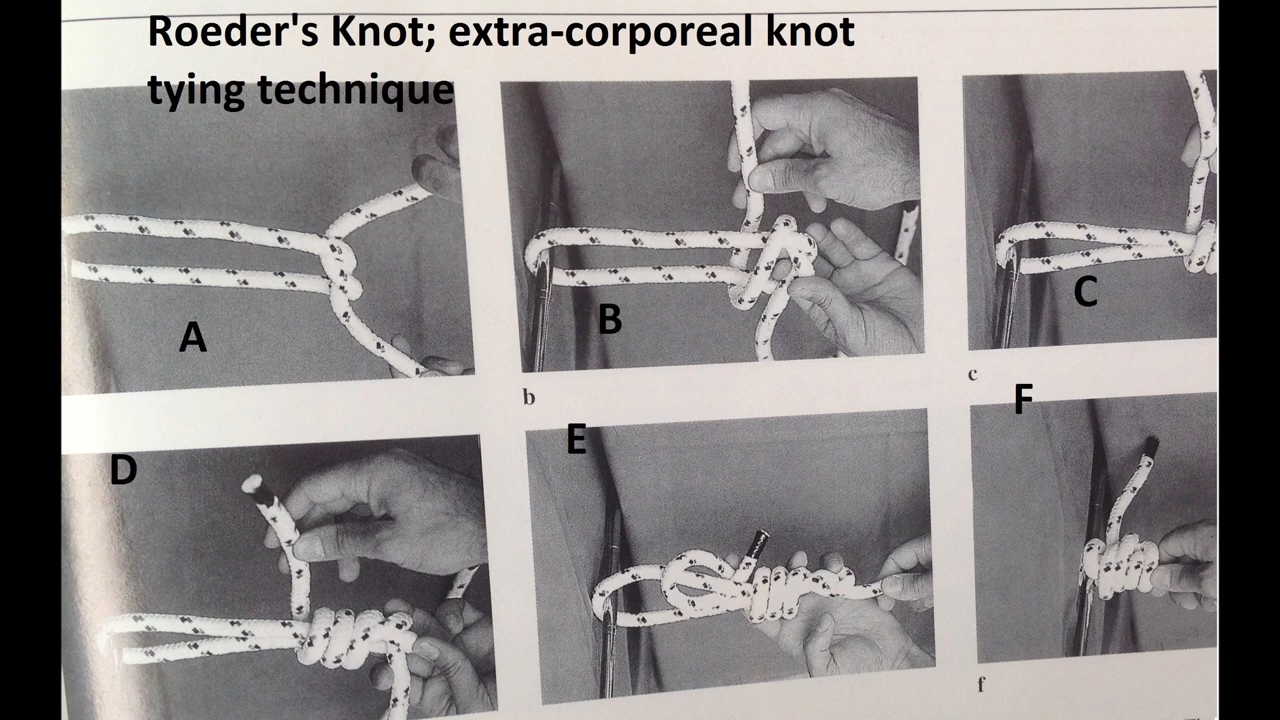 Roeder's Knot; extra-corporeal knot
tying technique
A
B
C
b
c
D
E
F
f